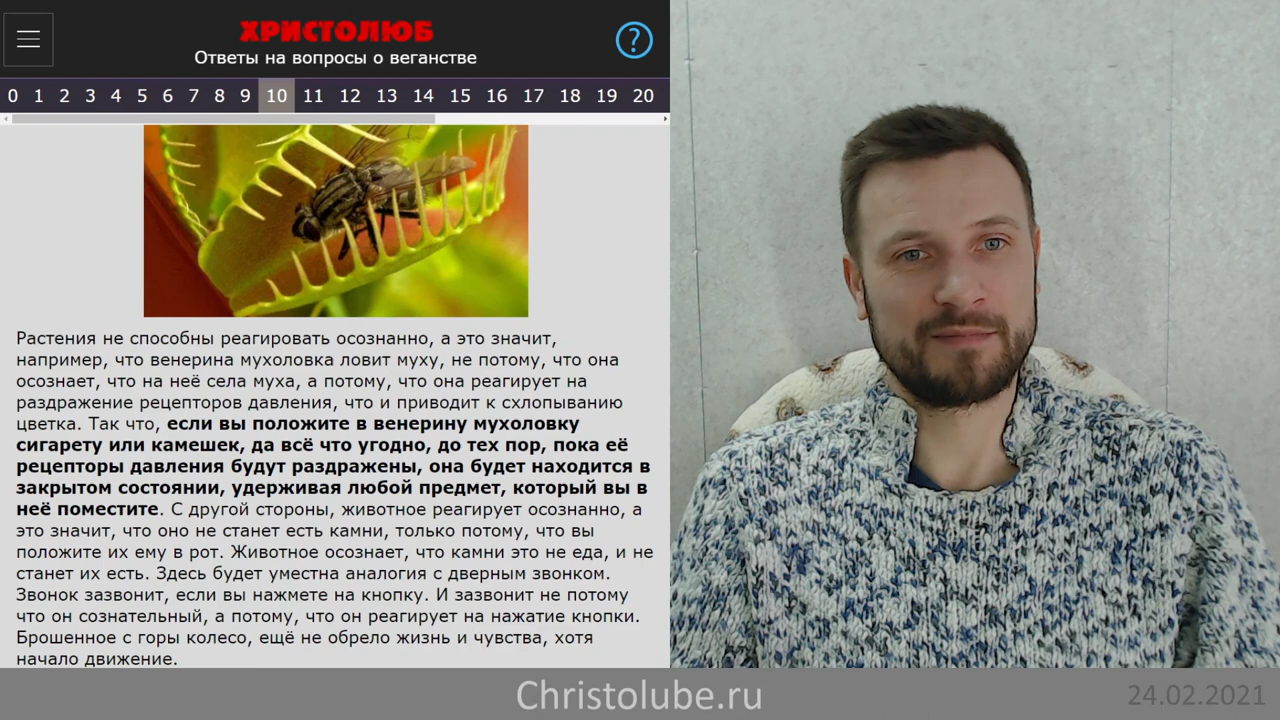 ХРИСТОЛЮБ
Ответы на вопросы о веганстве
?
0 1 2 3 4 5 6 7 8 9 10 11 12 13 14 15 16 17 18 19 20
Растения не способны реагировать осознанно, а это значит,
например, что венерина мухоловка ловит муху, не потому, что она
осознает, что на неё села муха, а потому, что она реагирует на
раздражение рецепторов давления, что и приводит к схлопыванию
цветка. Так что, если вы положите в венерину мухоловку
сигарету или камешек, да всё что угодно, до тех пор, пока её
рецепторы давления будут раздражены, она будет находится в
закрытом состоянии, удерживая любой предмет, который вы в
неё поместите. С другой стороны, животное реагирует осознанно, а
это значит, что оно не станет есть камни, только потому, что вы
положите их ему в рот. Животное осознает, что камни это не еда, и не
станет их есть. Здесь будет уместна аналогия с дверным звонком.
Звонок зазвонит, если вы нажмете на кнопку. И зазвонит не потому
что он сознательный, а потому, что он реагирует на нажатие кнопки.
Брошенное с горы колесо, ещё не обрело жизнь и чувства, хотя
начало движение.
Christolube.ru
24.02.2021